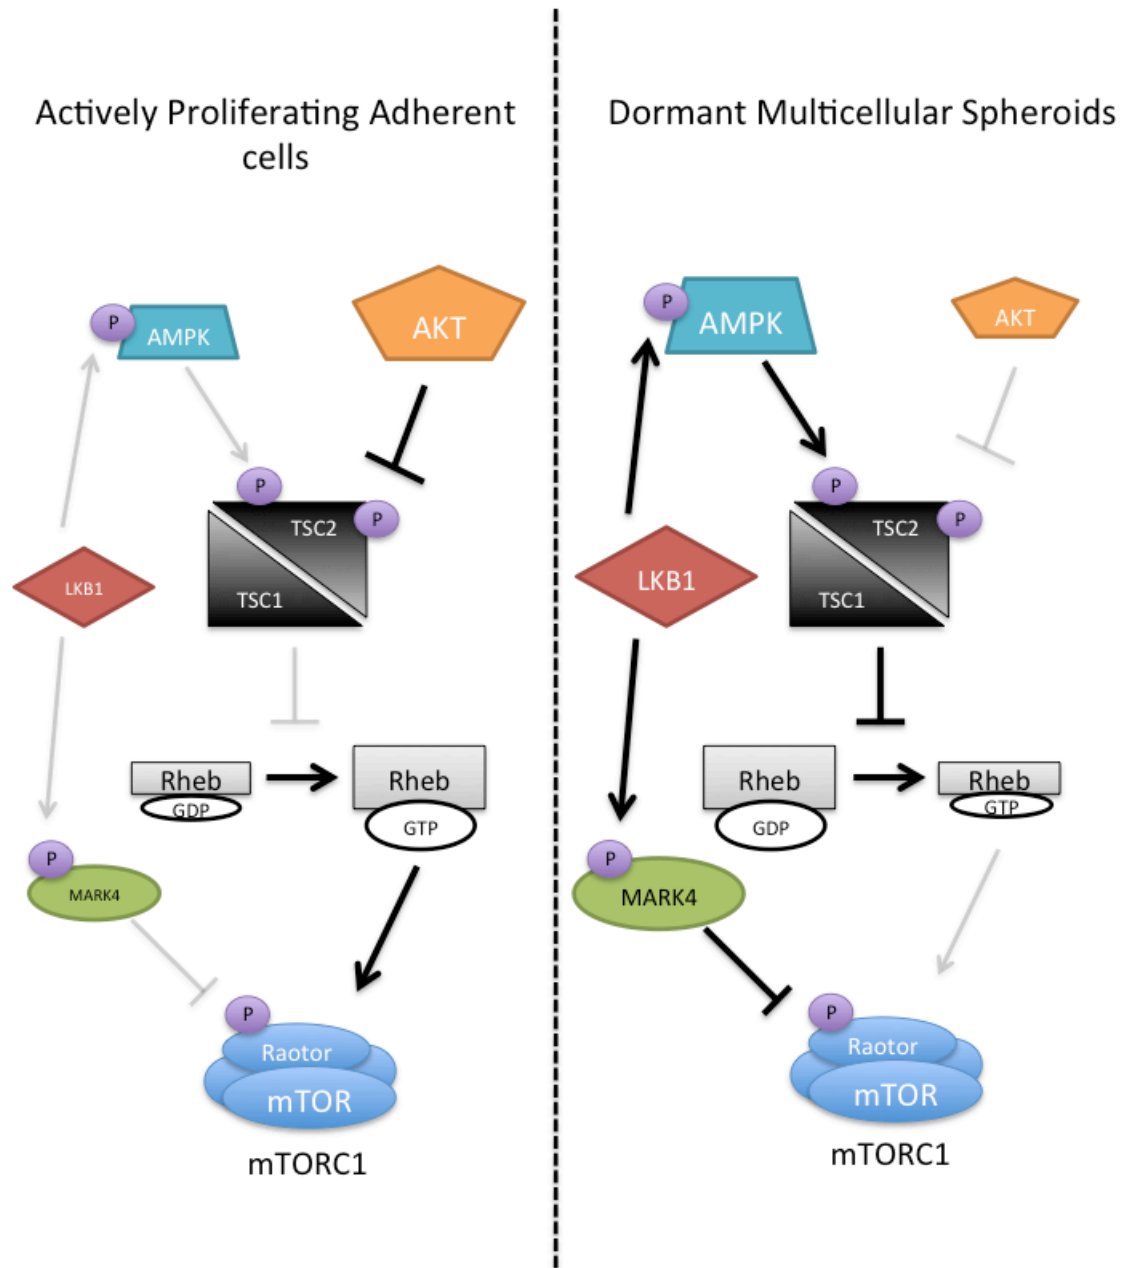 Actively Proliferating Adherent
cells
P
AMPK
AKT
P
P
TSC2
TSC1
LKB1
Rheb
GDP
Rheb
GTP
P
MARK4
P
Raotor
mTOR
mTORC1
Dormant Multicellular Spheroids
P
AMPK
AKT
P
P
TSC2
TSC1
LKB1
Rheb
GDP
Rheb
GTP
P
MARK4
P
Raotor
mTOR
mTORC1